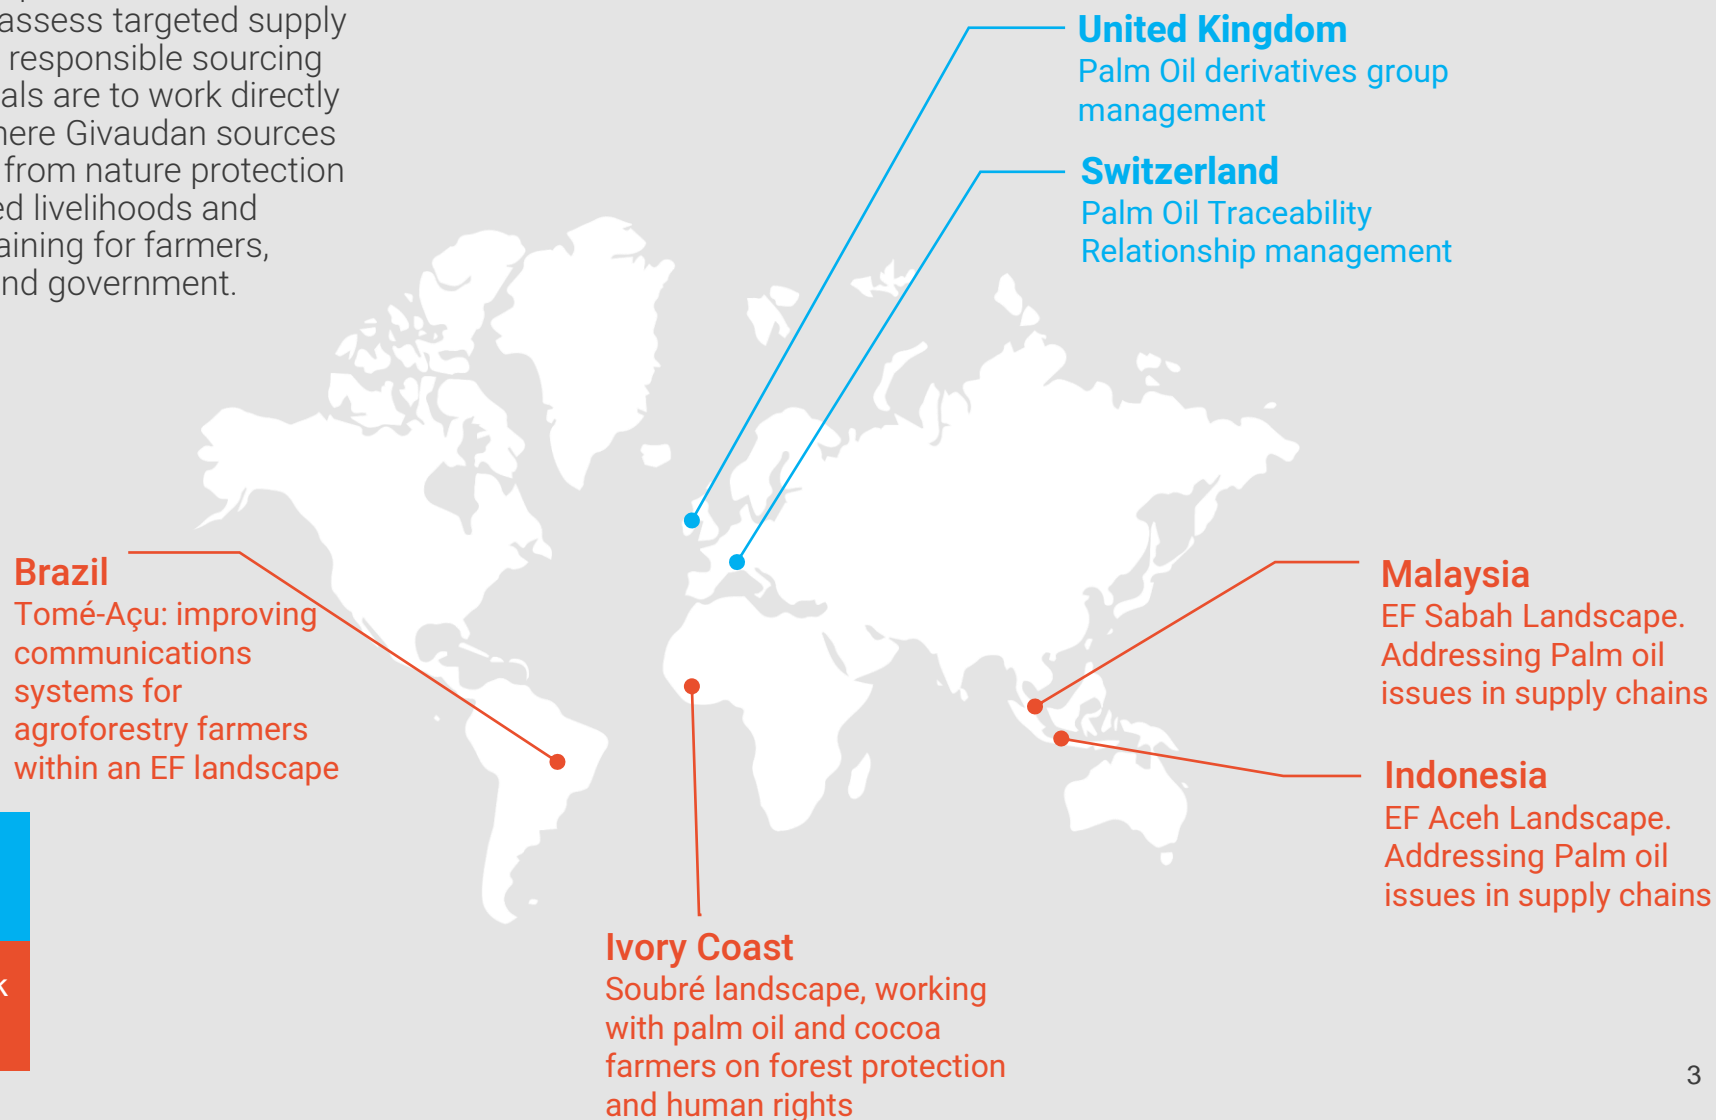 assess targeted supply
responsible sourcing
als are to work directly
here Givaudan sources
from nature protection
ed livelihoods and
aining for farmers,
nd government.
United Kingdom
Palm Oil derivatives group
management
Switzerland
Palm Oil Traceability
Relationship management
Brazil
Tomé-Açu: improving
communications
systems for
agroforestry farmers
within an EF landscape
Malaysia
EF Sabah Landscape.
Addressing Palm oil
issues in supply chains
Indonesia
EF Aceh Landscape.
Addressing Palm oil
issues in supply chains
Ivory Coast
Soubré landscape, working
with palm oil and cocoa
farmers on forest protection
and human rights
k
3